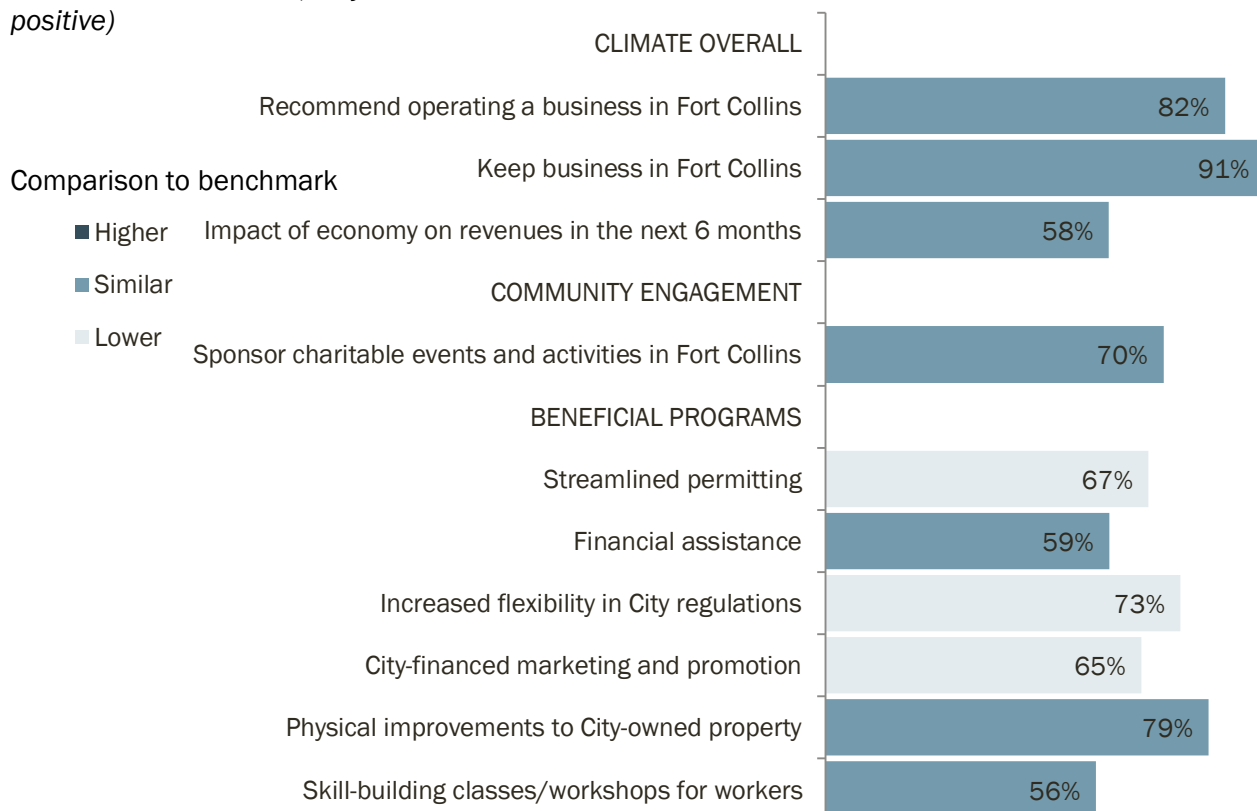 positive)
CLIMATE OVERALL
Recommend operating a business in Fort Collins 82%
Keep business in Fort Collins 91%
Comparison to benchmark
Higher
Impact of economy on revenues in the next 6 months 58%
Similar
COMMUNITY ENGAGEMENT
Lower
Sponsor charitable events and activities in Fort Collins 70%
BENEFICIAL PROGRAMS
Streamlined permitting 67%
Financial assistance 59%
Increased flexibility in City regulations 73%
City-financed marketing and promotion 65%
Physical improvements to City-owned property 79%
Skill-building classes/workshops for workers 56%